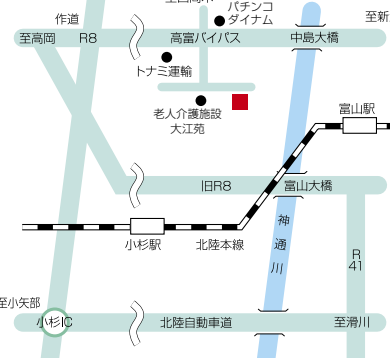 パチンコ
ダイナム
作道
至新
至高岡
R8
高富バイパス
中島大橋
トナミ運輸
老人介護施設
大江苑
富山駅
旧R8
富山大橋
神通川
小杉駅
北陸本線
R
41
至小矢部
小杉IC
北陸自動車道
至滑川